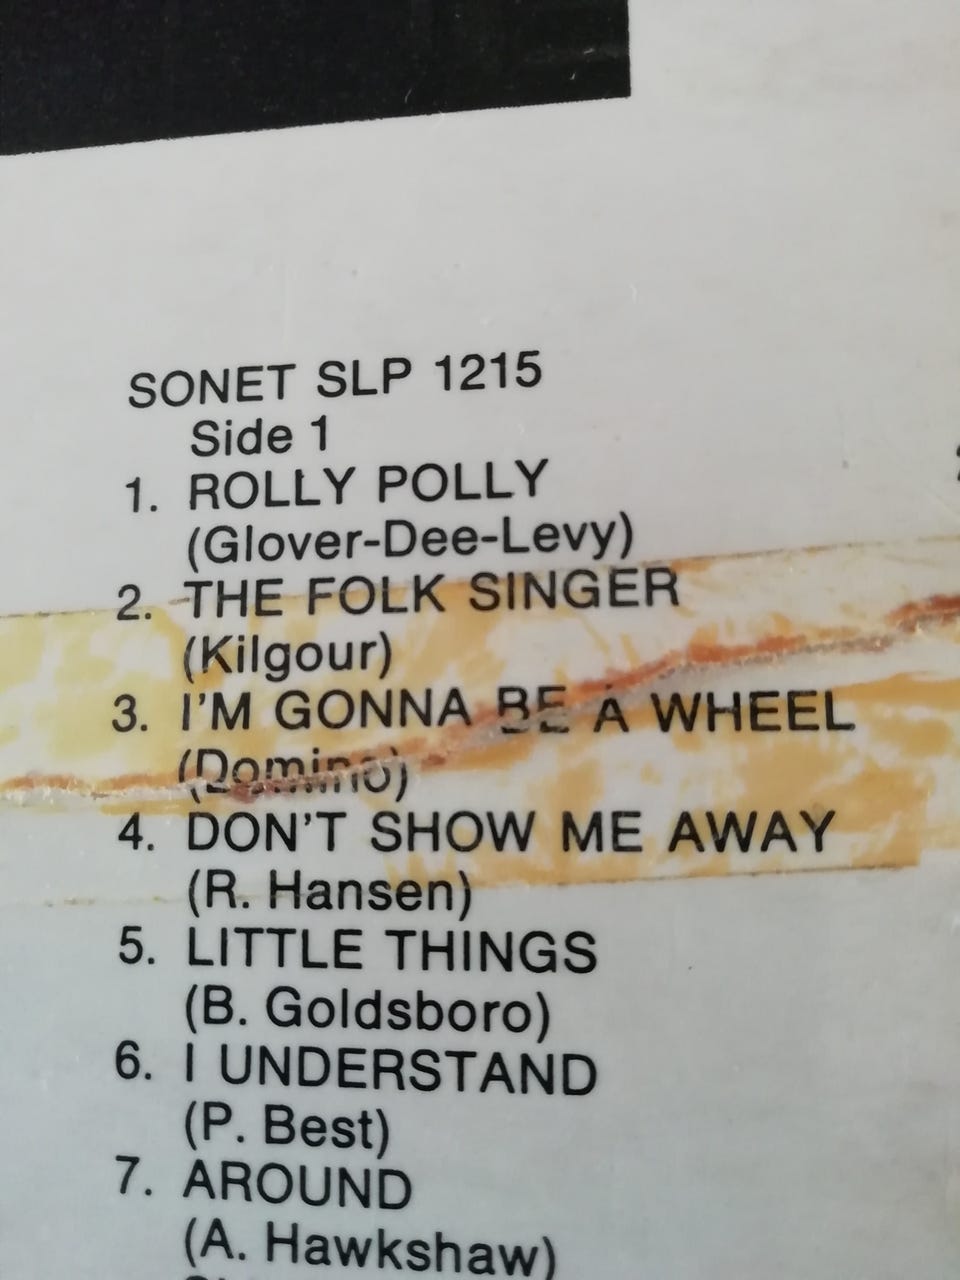 SONET SLP 1215
Side 1
1. ROLLY POLLY
(Glover-Dee-Levy)
2. THE FOLK SINGER
(Kilgour)
3. I'M GONNA BE A WHEEL
(Domino)
4. DON'T SHOW ME AWAY
(R. Hansen)
5. LITTLE THINGS
(B. Goldsboro)
6. I UNDERSTAND
(P. Best)
7. AROUND
(A. Hawkshaw)